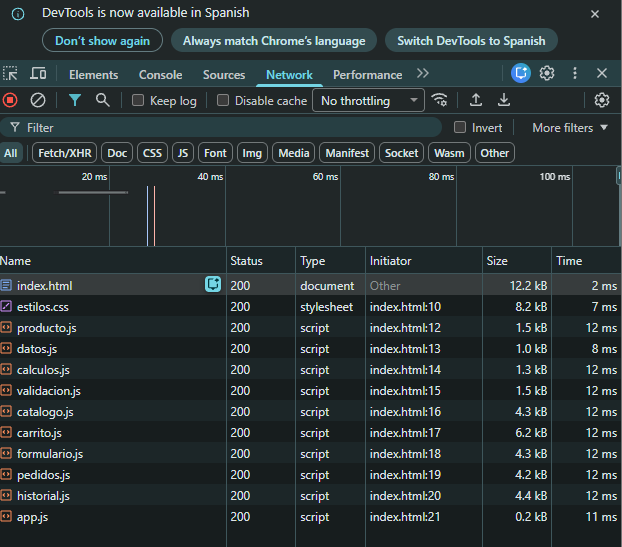 DevTools is now available in Spanish
Don't show again Always match Chrome's language Switch DevTools to Spanish
Elements Console Sources Network Performance
Keep log Disable cache No throttling
Filter Invert More filters
All Fetch/XHR Doc CSS JS Font Img Media Manifest Socket Wasm Other
20 ms 40 ms 60 ms 80 ms 100 ms
Name Status Type Initiator Size Time
index.html 200 document Other 12.2 kB 2 ms
estilos.css 200 stylesheet index.html:10 8.2 kB 7 ms
producto.js 200 script index.html:12 1.5 kB 12 ms
datos.js 200 script index.html:13 1.0 kB 8 ms
calculos.js 200 script index.html:14 1.3 kB 12 ms
validacion.js 200 script index.html:15 1.5 kB 12 ms
catalogo.js 200 script index.html:16 4.3 kB 12 ms
carrito.js 200 script index.html:17 6.2 kB 12 ms
formulario.js 200 script index.html:18 4.3 kB 12 ms
pedidos.js 200 script index.html:19 4.2 kB 12 ms
historial.js 200 script index.html:20 4.4 kB 12 ms
app.js 200 script index.html:21 0.2 kB 11 ms